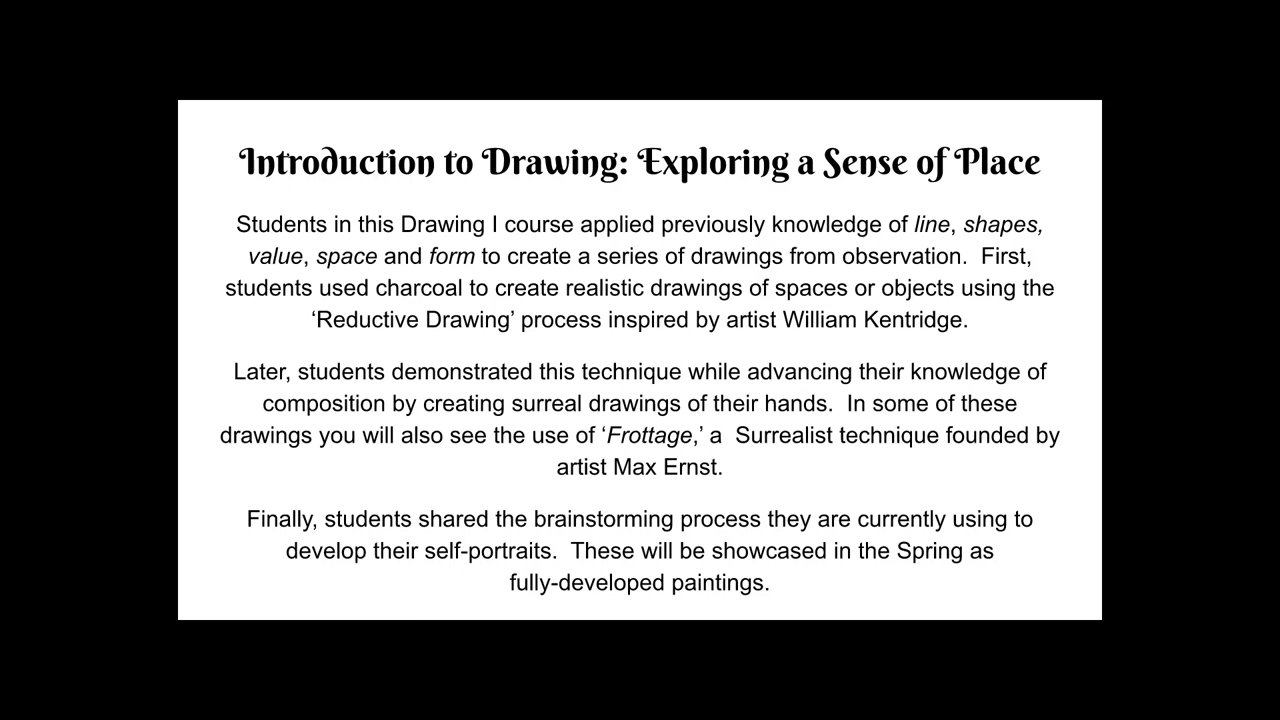 Introduction to Drawing: Exploring a Sense of Place
Students in this Drawing I course applied previously knowledge of line, shapes,
value, space and form to create a series of drawings from observation.  First,
students used charcoal to create realistic drawings of spaces or objects using the
‘Reductive Drawing’ process inspired by artist William Kentridge.
Later, students demonstrated this technique while advancing their knowledge of
composition by creating surreal drawings of their hands.  In some of these
drawings you will also see the use of ‘Frottage,’ a  Surrealist technique founded by
artist Max Ernst.
Finally, students shared the brainstorming process they are currently using to
develop their self-portraits.  These will be showcased in the Spring as
fully-developed paintings.